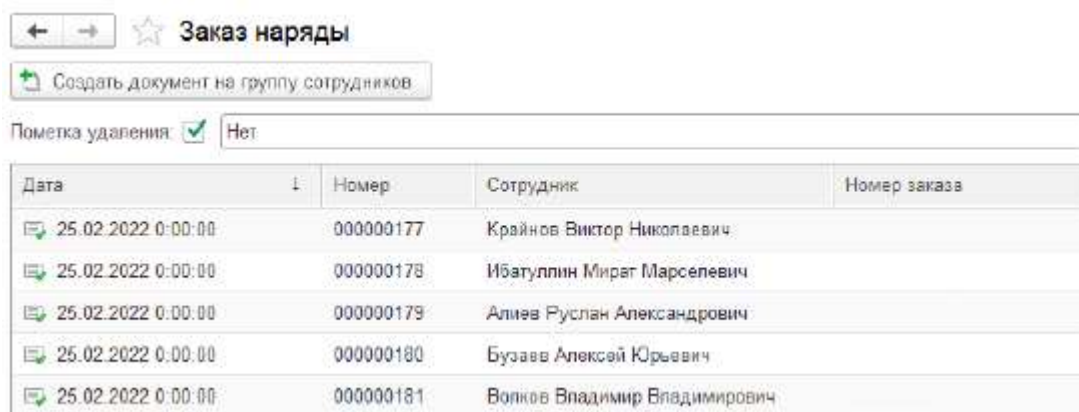 Заказ наряды
Создать документ на группу сотрудников
Пометка удаления: Нет
Дата ↓ Номер Сотрудник Номер заказа
25.02.2022 0:00:00 000000177 Крайнов Виктор Николаевич
25.02.2022 0:00:00 000000178 Ибатуллин Мират Марселевич
25.02.2022 0:00:00 000000179 Алиев Руслан Александрович
25.02.2022 0:00:00 000000180 Бузаев Алексей Юрьевич
25.02.2022 0:00:00 000000181 Волков Владимир Владимирович